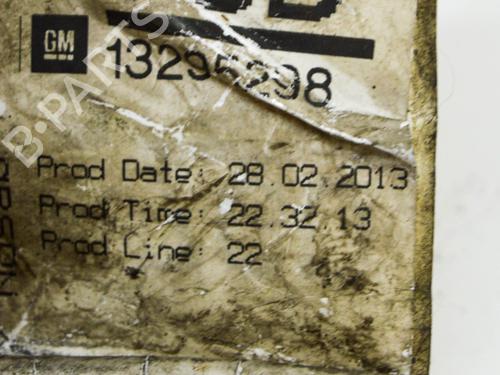 GM
13295298
Prod Date: 28.02.2013
Prod Time: 22.32.13
Prod Line: 22
B-PARTS